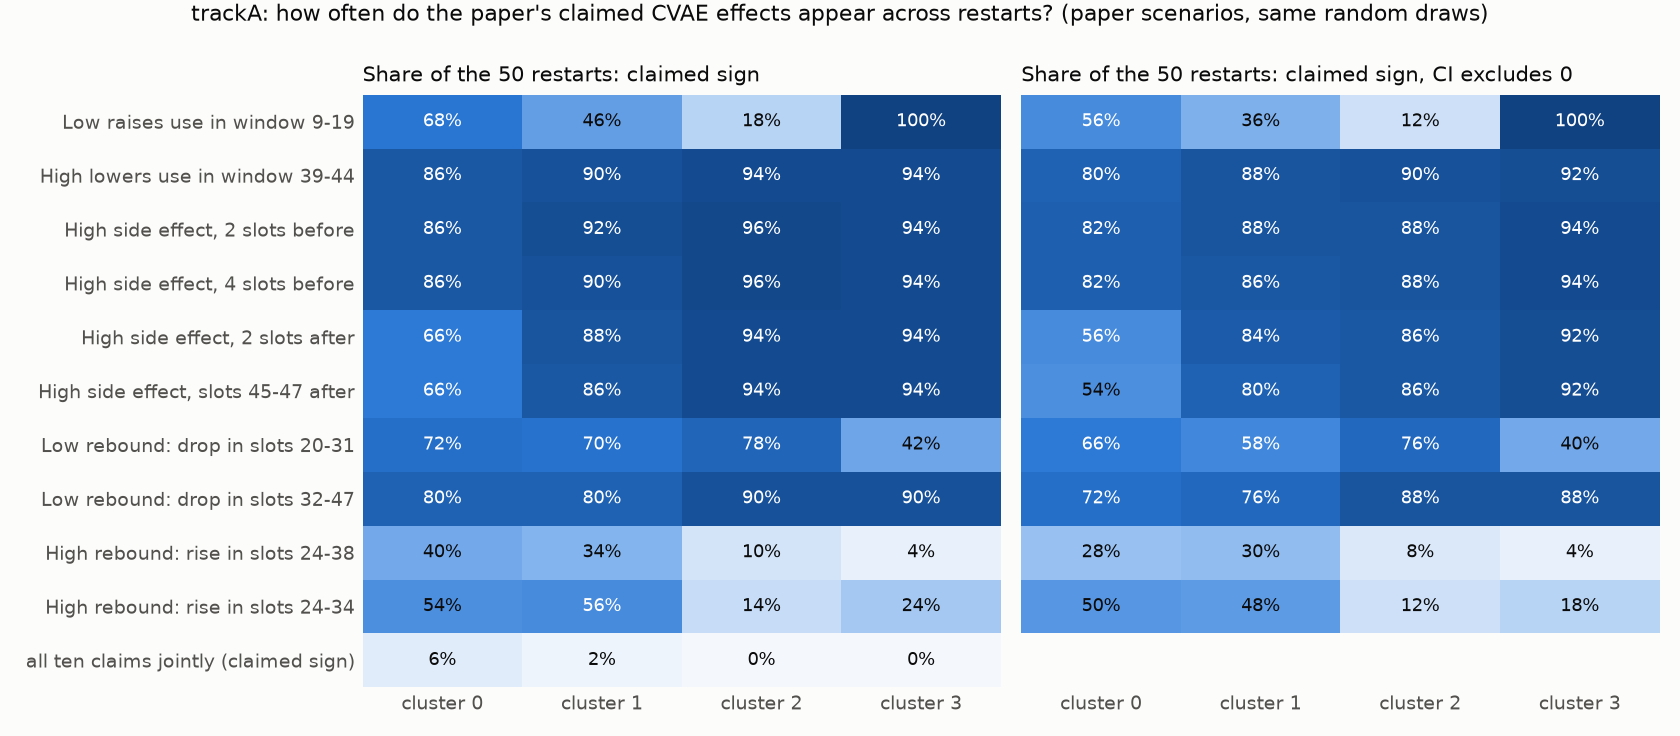 trackA: how often do the paper's claimed CVAE effects appear across restarts? (paper scenarios, same random draws)
Share of the 50 restarts: claimed sign
Share of the 50 restarts: claimed sign, CI excludes 0
Low raises use in window 9-19 68% 46% 18% 100% 56% 36% 12% 100%
High lowers use in window 39-44 86% 90% 94% 94% 80% 88% 90% 92%
High side effect, 2 slots before 86% 92% 96% 94% 82% 88% 88% 94%
High side effect, 4 slots before 86% 90% 96% 94% 82% 86% 88% 94%
High side effect, 2 slots after 66% 88% 94% 94% 56% 84% 86% 92%
High side effect, slots 45-47 after 66% 86% 94% 94% 54% 80% 86% 92%
Low rebound: drop in slots 20-31 72% 70% 78% 42% 66% 58% 76% 40%
Low rebound: drop in slots 32-47 80% 80% 90% 90% 72% 76% 88% 88%
High rebound: rise in slots 24-38 40% 34% 10% 4% 28% 30% 8% 4%
High rebound: rise in slots 24-34 54% 56% 14% 24% 50% 48% 12% 18%
all ten claims jointly (claimed sign) 6% 2% 0% 0%
cluster 0 cluster 1 cluster 2 cluster 3 cluster 0 cluster 1 cluster 2 cluster 3